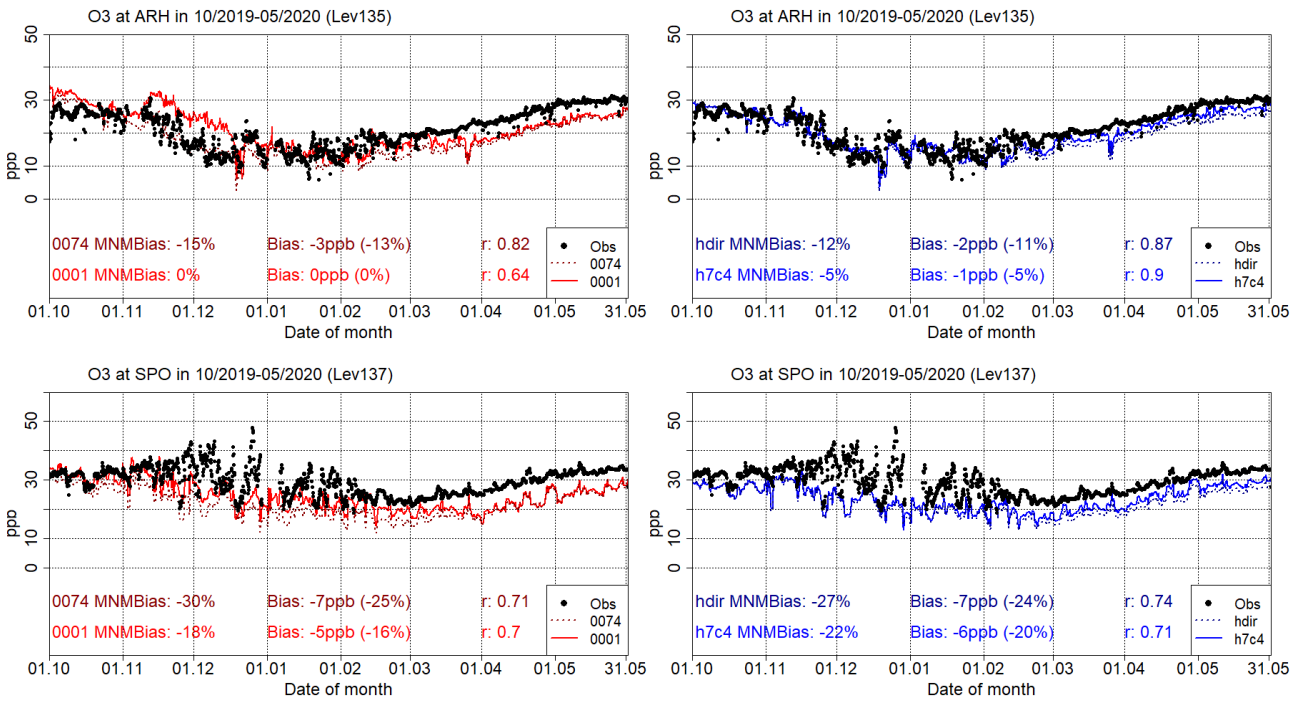 O3 at ARH in 10/2019-05/2020 (Lev135)
50
30
10
0
ppp
0074 MNMBias: -15% Bias: -3ppb (-13%) r: 0.82
0001 MNMBias: 0% Bias: 0ppb (0%) r: 0.64
Obs
0074
0001
01.10 01.11 01.12 01.01 01.02 01.03 01.04 01.05 31.05
Date of month
O3 at ARH in 10/2019-05/2020 (Lev135)
50
30
10
0
ppp
hdir MNMBias: -12% Bias: -2ppb (-11%) r: 0.87
h7c4 MNMBias: -5% Bias: -1ppb (-5%) r: 0.9
Obs
hdir
h7c4
01.10 01.11 01.12 01.01 01.02 01.03 01.04 01.05 31.05
Date of month
O3 at SPO in 10/2019-05/2020 (Lev137)
50
30
10
0
ppp
0074 MNMBias: -30% Bias: -7ppb (-25%) r: 0.71
0001 MNMBias: -18% Bias: -5ppb (-16%) r: 0.7
Obs
0074
0001
01.10 01.11 01.12 01.01 01.02 01.03 01.04 01.05 31.05
Date of month
O3 at SPO in 10/2019-05/2020 (Lev137)
50
30
10
0
ppp
hdir MNMBias: -27% Bias: -7ppb (-24%) r: 0.74
h7c4 MNMBias: -22% Bias: -6ppb (-20%) r: 0.71
Obs
hdir
h7c4
01.10 01.11 01.12 01.01 01.02 01.03 01.04 01.05 31.05
Date of month